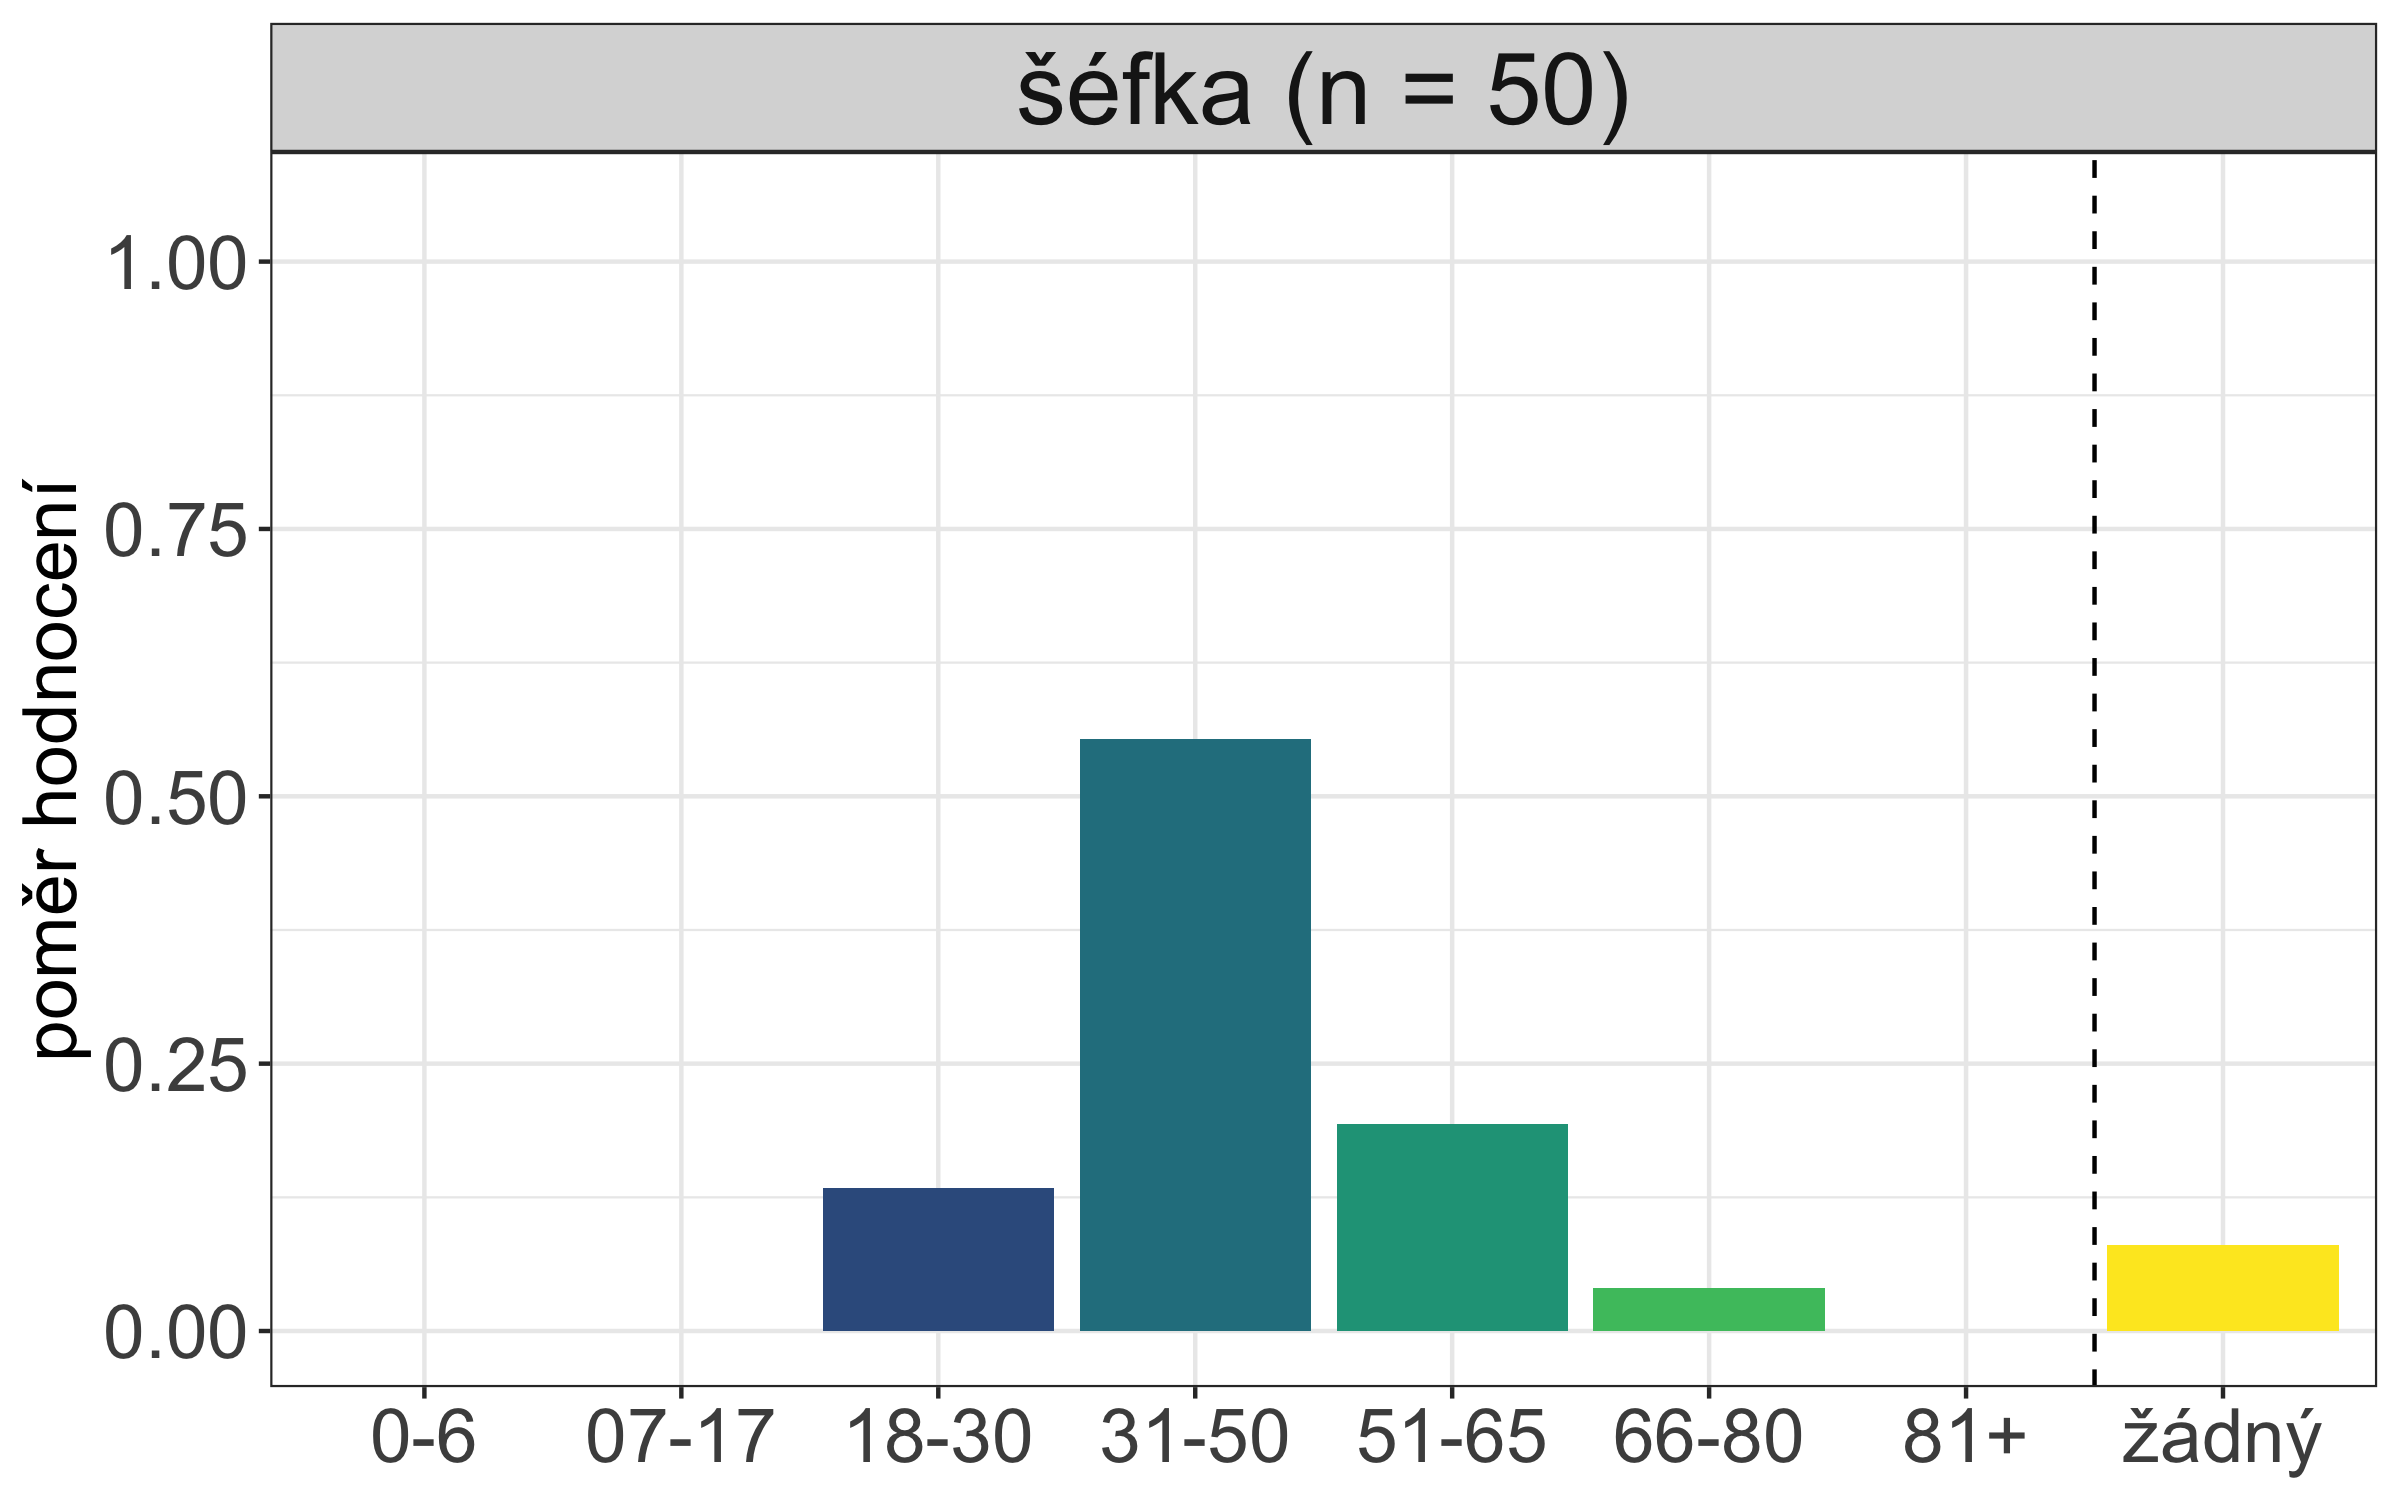 šéfka (n = 50)
poměr hodnocení
1.00
0.75
0.50
0.25
0.00
0-6 07-17 18-30 31-50 51-65 66-80 81+ žádný